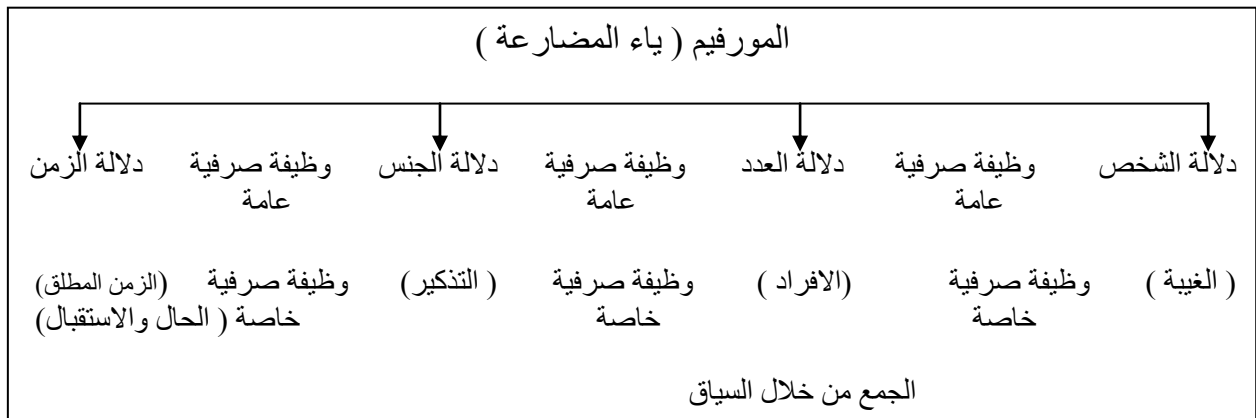 المورفيم ( ياء المضارعة )
دلالة الشخص وظيفة صرفية دلالة العدد وظيفة صرفية دلالة الجنس وظيفة صرفية دلالة الزمن
عامة عامة عامة
( الغيبة ) وظيفة صرفية (الافراد ) وظيفة صرفية ( التذكير) وظيفة صرفية (الزمن المطلق)
خاصة خاصة خاصة ( الحال والاستقبال)
الجمع من خلال السياق